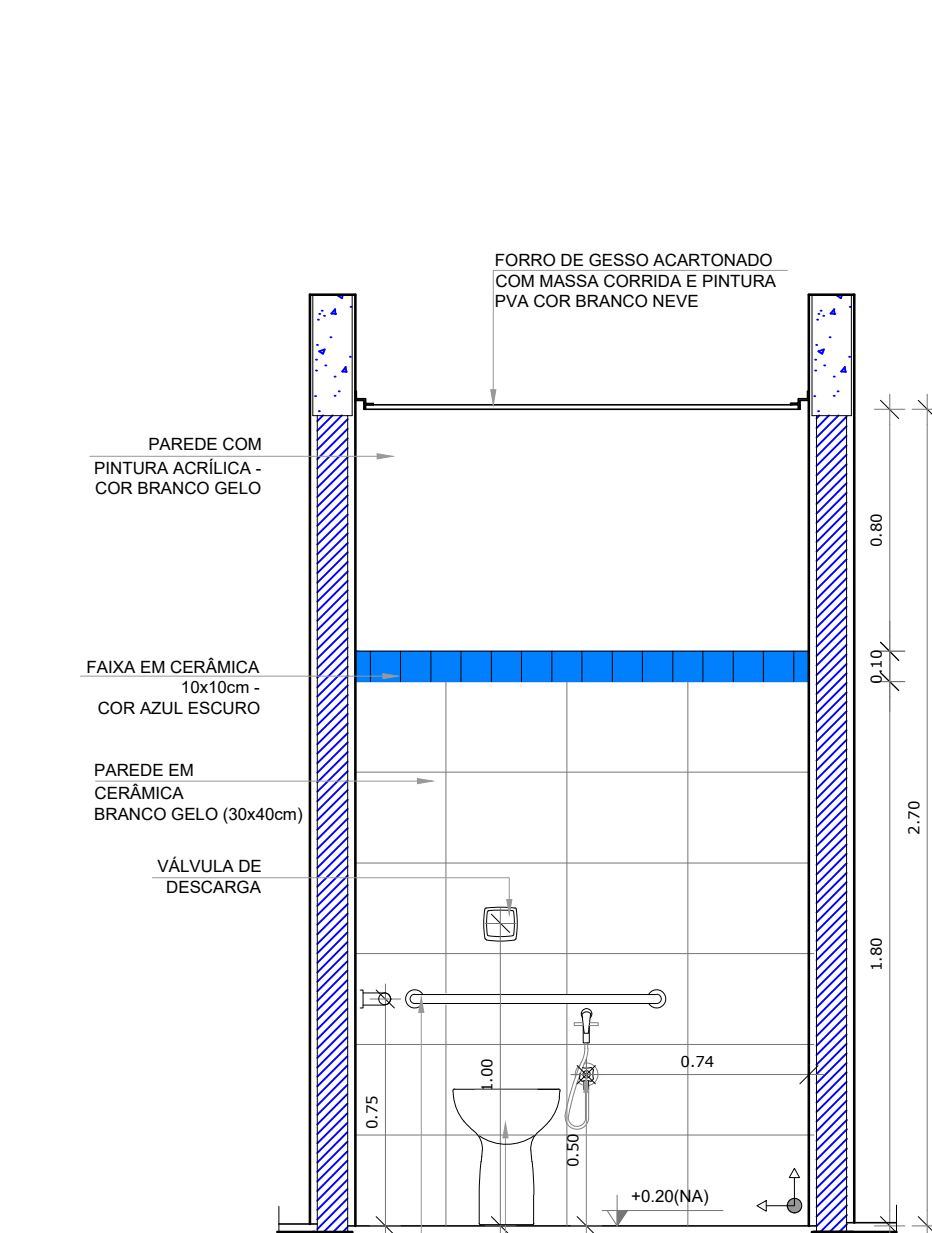 FORRO DE GESSO ACARTONADO
COM MASSA CORRIDA E PINTURA
PVA COR BRANCO NEVE
PAREDE COM
PINTURA ACRÍLICA -
COR BRANCO GELO
0.80
FAIXA EM CERÂMICA
10x10cm -
COR AZUL ESCURO
0.10
PAREDE EM
CERÂMICA
BRANCO GELO (30x40cm)
2.70
VÁLVULA DE
DESCARGA
1.80
0.74
1.00
0.75
0.50
+0.20(NA)